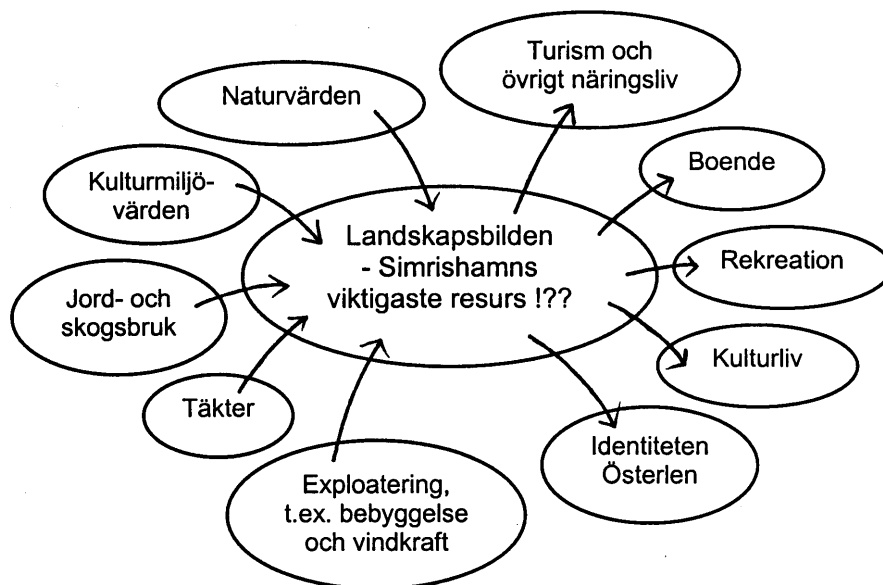 Turism och
övrigt näringsliv
Naturvärden
Boende
Kulturmiljö-
värden
Landskapsbilden
- Simrishamns
viktigaste resurs !??
Rekreation
Jord- och
skogsbruk
Kulturliv
Täkter
Identiteten
Österlen
Exploatering,
t.ex. bebyggelse
och vindkraft